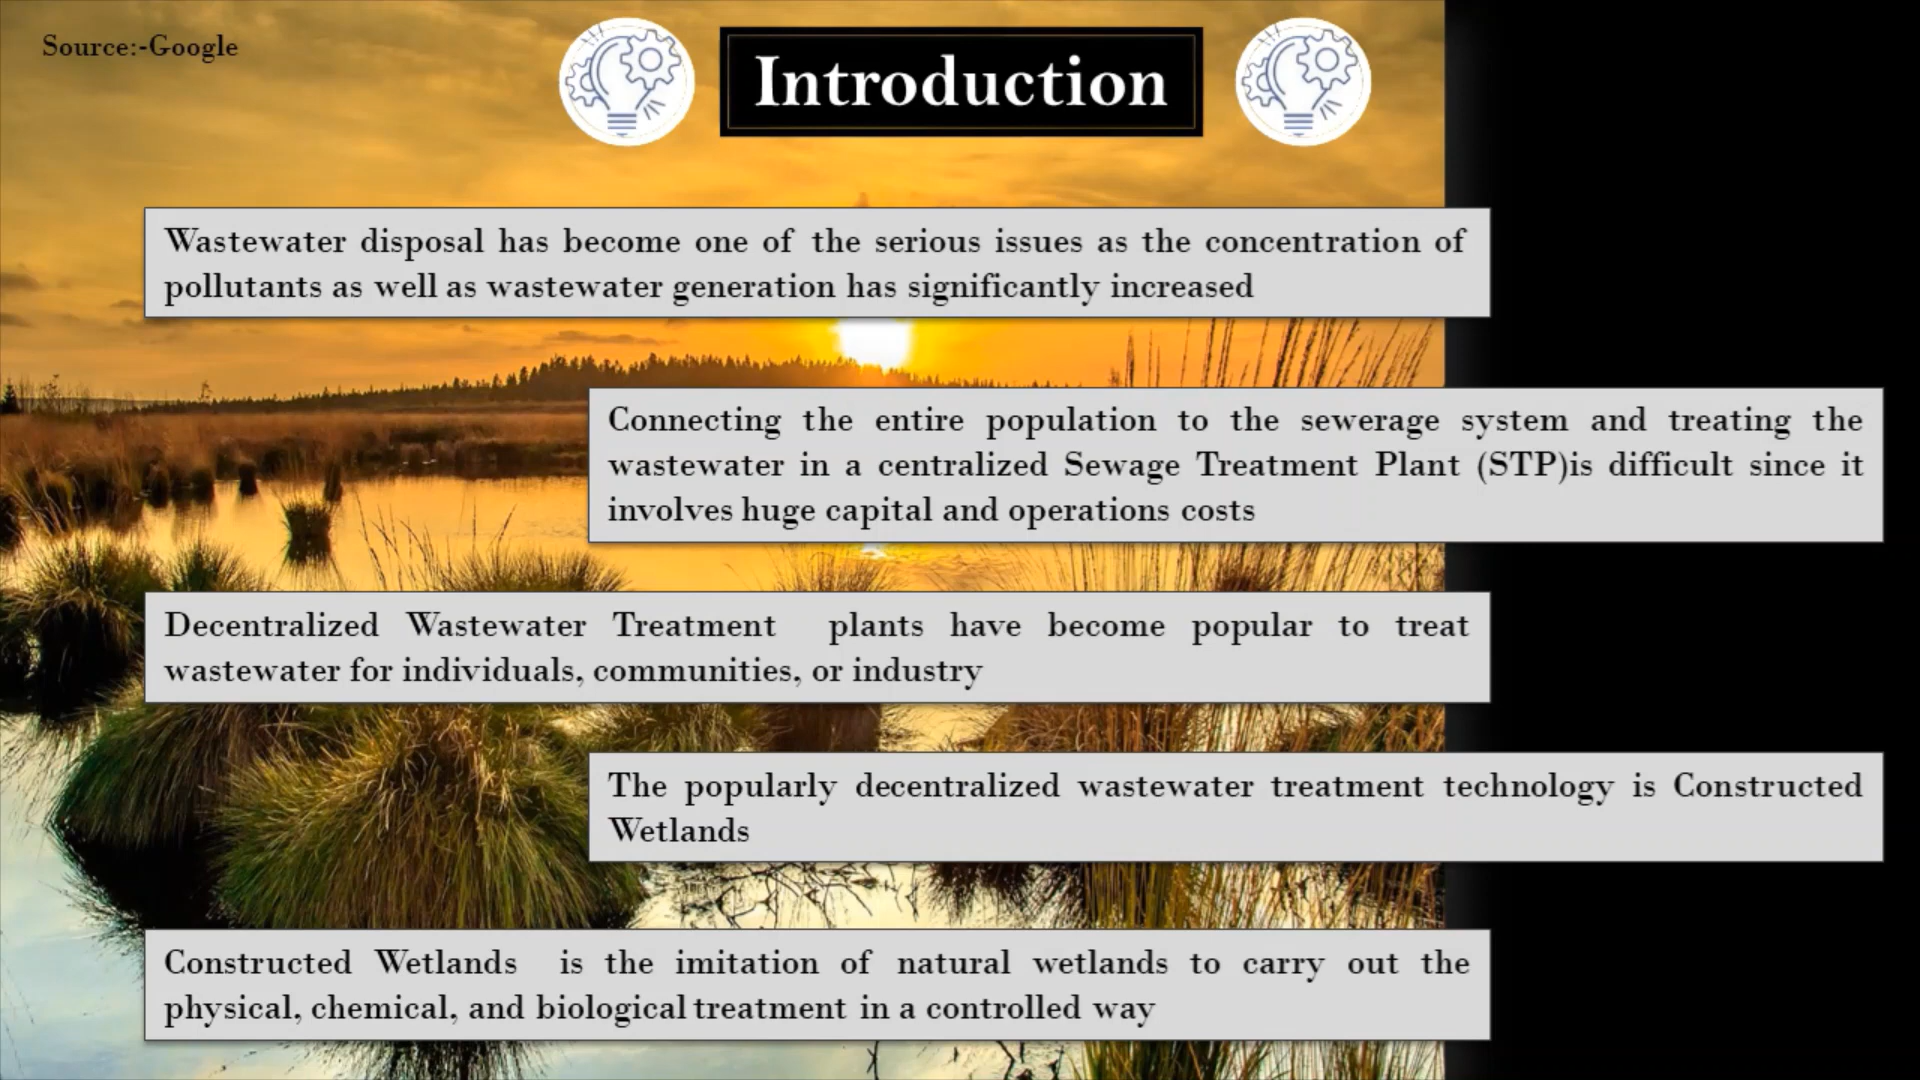 Source:-Google
Introduction
Wastewater disposal has become one of the serious issues as the concentration of
pollutants as well as wastewater generation has significantly increased
Connecting the entire population to the sewerage system and treating the
wastewater in a centralized Sewage Treatment Plant (STP)is difficult since it
involves huge capital and operations costs
Decentralized Wastewater Treatment plants have become popular to treat
wastewater for individuals, communities, or industry
The popularly decentralized wastewater treatment technology is Constructed
Wetlands
Constructed Wetlands is the imitation of natural wetlands to carry out the
physical, chemical, and biological treatment in a controlled way